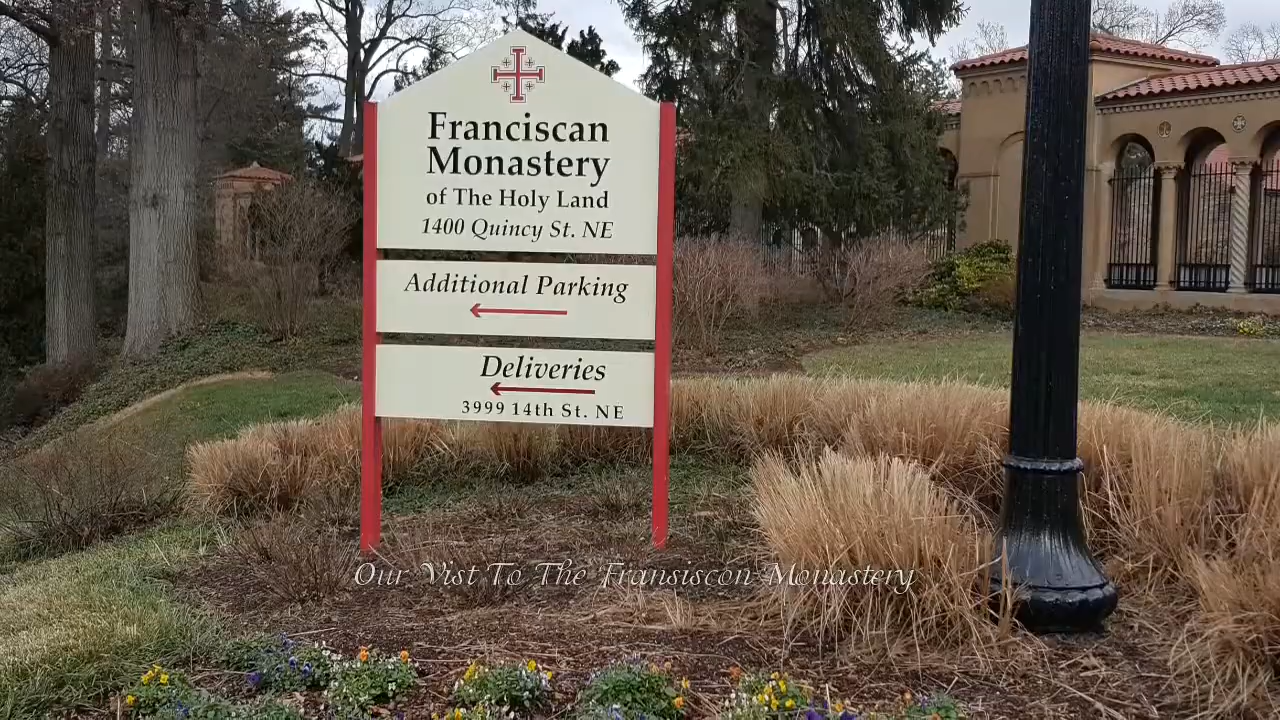 Franciscan
Monastery
of The Holy Land
1400 Quincy St. NE
Additional Parking
Deliveries
3999 14th St. NE
Our Vist To The Fransiscon Monastery